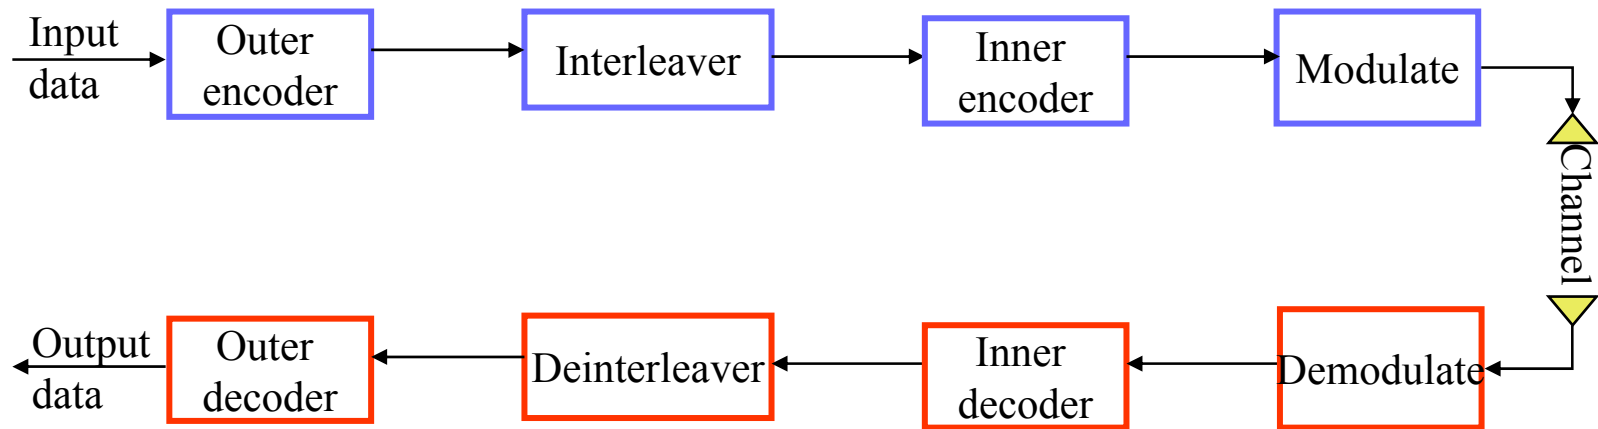 Input
data
Outer
encoder
Interleaver
Inner
encoder
Modulate
Channel
Output
data
Outer
decoder
Deinterleaver
Inner
decoder
Demodulate